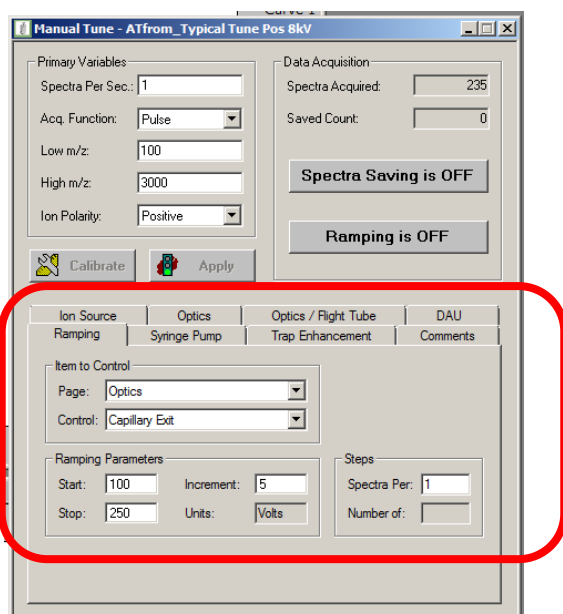 Curve 1
Manual Tune - ATfrom_Typical Tune Pos 8kV
Primary Variables
Spectra Per Sec.: 1
Acq. Function: Pulse
Low m/z: 100
High m/z: 3000
Ion Polarity: Positive
Calibrate Apply
Data Acquisition
Spectra Acquired: 235
Saved Count: 0
Spectra Saving is OFF
Ramping is OFF
Ion Source Optics Optics / Flight Tube DAU
Ramping Syringe Pump Trap Enhancement Comments
Item to Control
Page: Optics
Control: Capillary Exit
Ramping Parameters
Start: 100 Increment: 5
Stop: 250 Units: Volts
Steps
Spectra Per: 1
Number of: